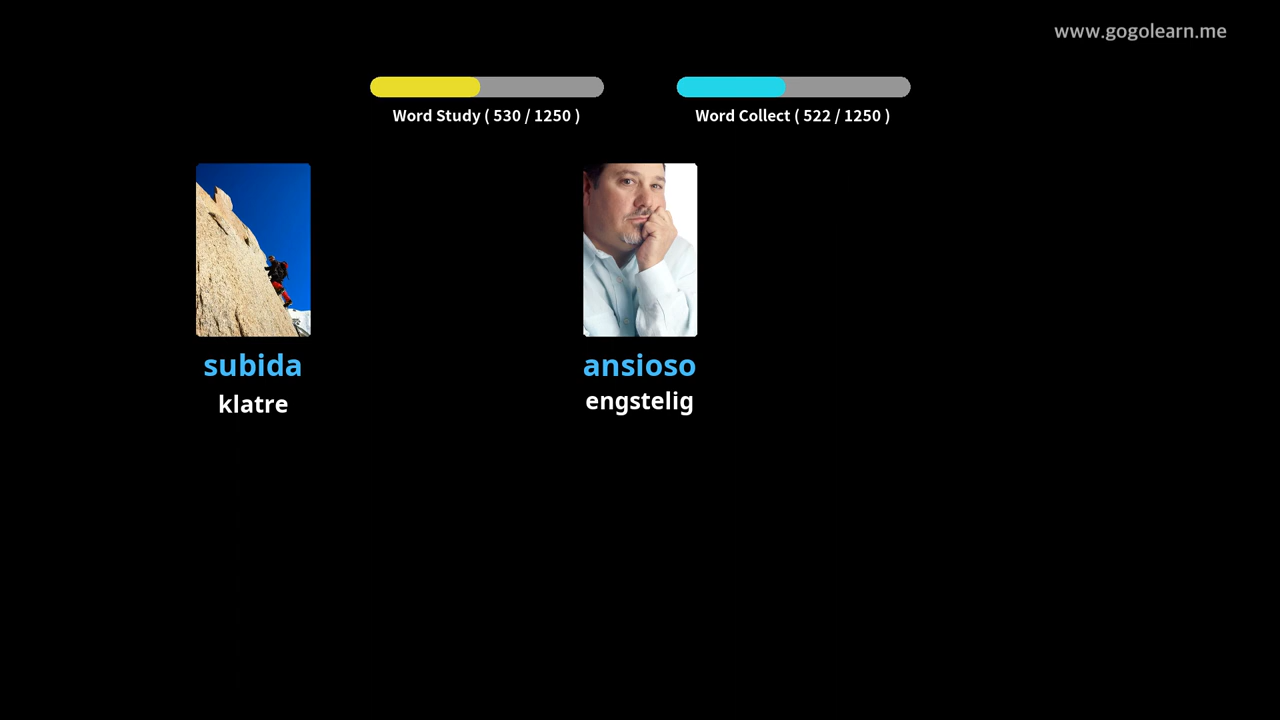 www.gogolearn.me
Word Study ( 530 / 1250 )
Word Collect ( 522 / 1250 )
subida
klatre
ansioso
engstelig